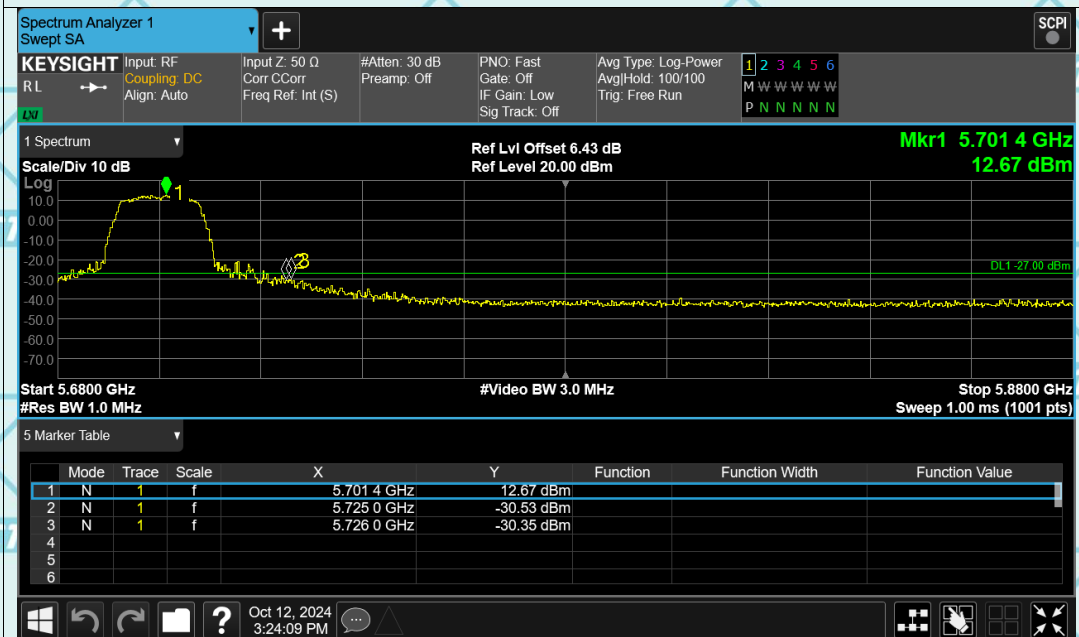 Spectrum Analyzer 1
Swept SA
+
SCPI
KEYSIGHT Input: RF Input Z: 50 Ω #Atten: 30 dB PNO: Fast Avg Type: Log-Power 1 2 3 4 5 6
R L Coupling: DC Corr CCorr Preamp: Off Gate: Off Avg|Hold: 100/100 M W W W W W W
Align: Auto Freq Ref: Int (S) IF Gain: Low Trig: Free Run P N N N N N N
LXI Sig Track: Off
1 Spectrum Ref Lvl Offset 6.43 dB Mkr1 5.701 4 GHz
Scale/Div 10 dB Ref Level 20.00 dBm 12.67 dBm
Log
1
10.0
0.00
-10.0
-20.0
2 3
DL1 -27.00 dBm
-30.0
-40.0
-50.0
-60.0
-70.0
Start 5.6800 GHz #Video BW 3.0 MHz Stop 5.8800 GHz
#Res BW 1.0 MHz Sweep 1.00 ms (1001 pts)
5 Marker Table
Mode Trace Scale X Y Function Function Width Function Value
1 N 1 f 5.701 4 GHz 12.67 dBm
2 N 1 f 5.725 0 GHz -30.53 dBm
3 N 1 f 5.726 0 GHz -30.35 dBm
4
5
6
? Oct 12, 2024
3:24:09 PM